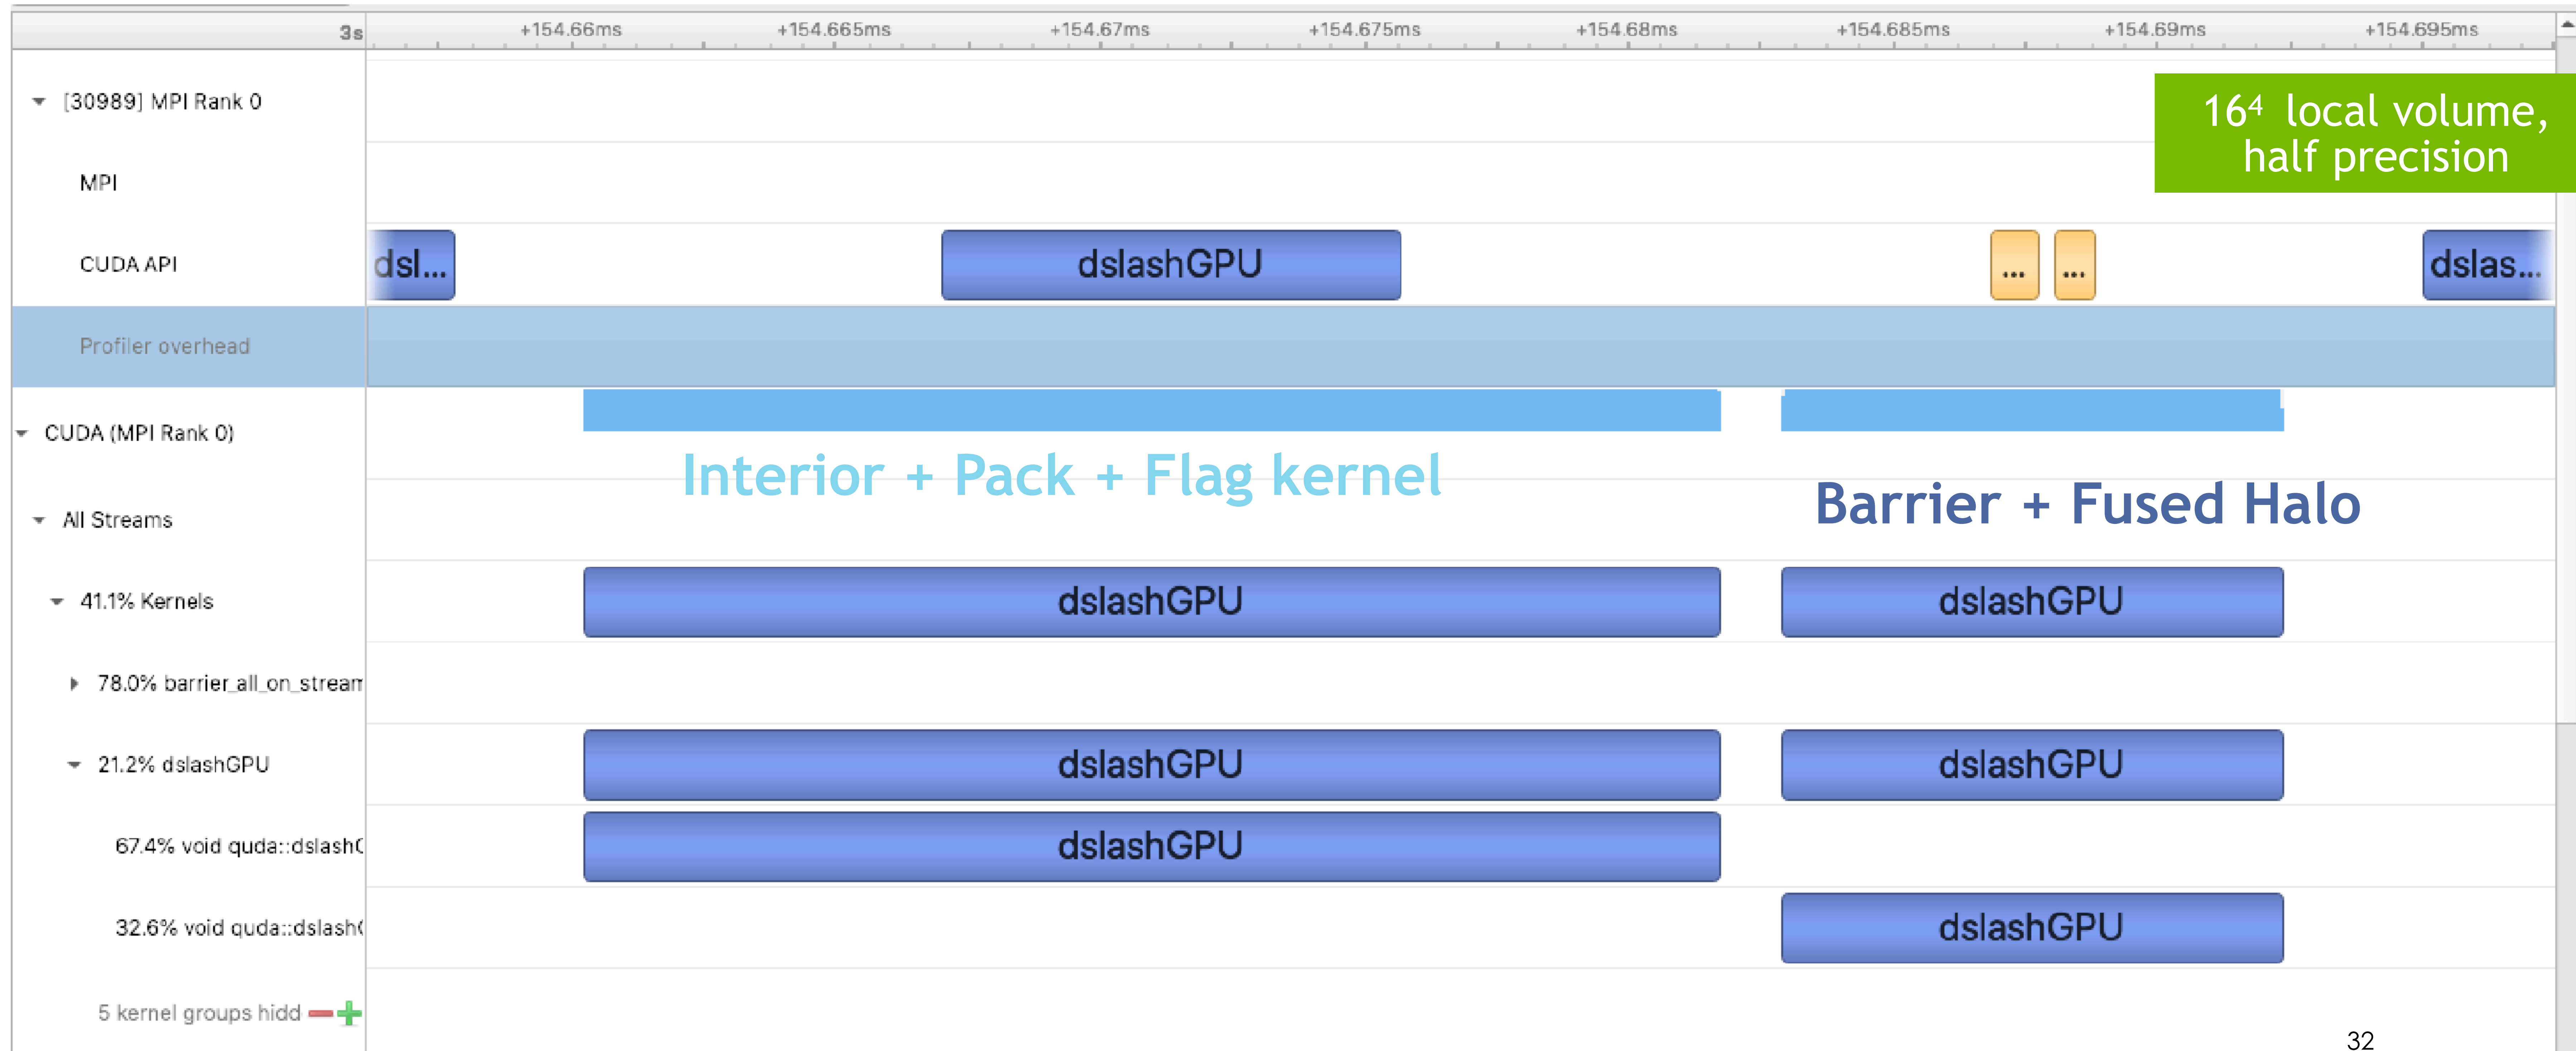 3s +154.66ms +154.665ms +154.67ms +154.675ms +154.68ms +154.685ms +154.69ms +154.695ms
[30989] MPI Rank 0
16⁴ local volume,
half precision
MPI
CUDA API dsl... dslashGPU ... ... dslas...
Profiler overhead
CUDA (MPI Rank 0)
Interior + Pack + Flag kernel
Barrier + Fused Halo
All Streams
41.1% Kernels dslashGPU dslashGPU
78.0% barrier_all_on_stream
21.2% dslashGPU dslashGPU dslashGPU
67.4% void quda::dslashG dslashGPU
32.6% void quda::dslashG dslashGPU
5 kernel groups hidd
32